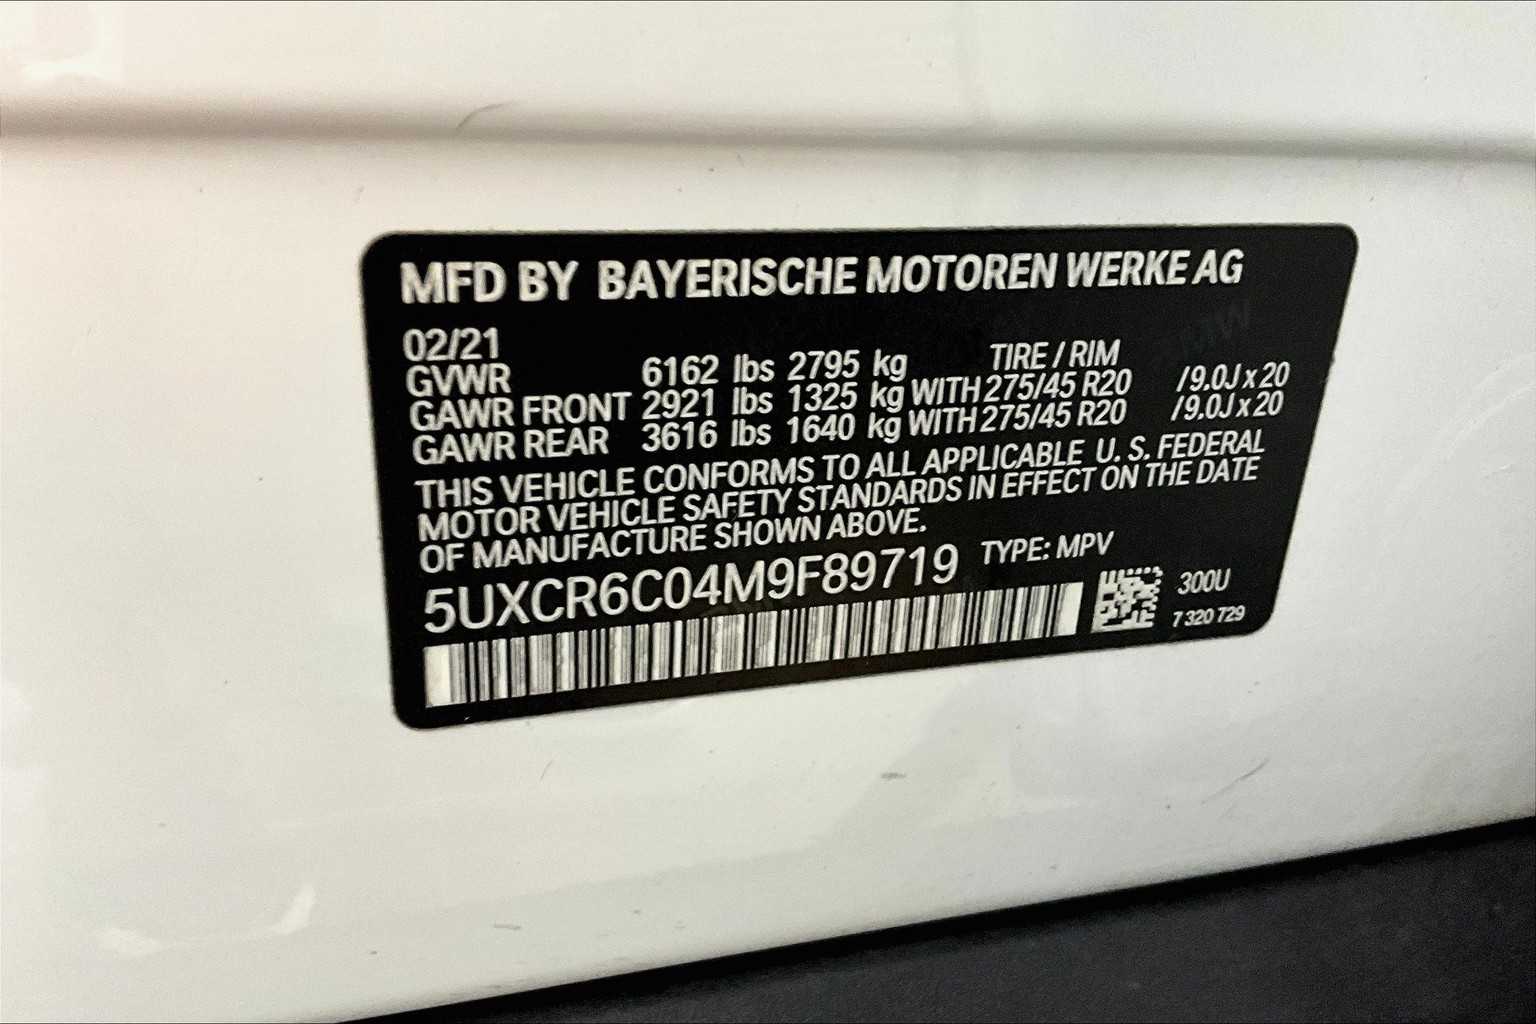 MFD BY BAYERISCHE MOTOREN WERKE AG
02/21
GVWR 6162 lbs 2795 kg TIRE / RIM
GAWR FRONT 2921 lbs 1325 kg WITH 275/45 R20 / 9.0J x 20
GAWR REAR 3616 lbs 1640 kg WITH 275/45 R20 / 9.0J x 20
THIS VEHICLE CONFORMS TO ALL APPLICABLE U. S. FEDERAL
MOTOR VEHICLE SAFETY STANDARDS IN EFFECT ON THE DATE
OF MANUFACTURE SHOWN ABOVE.
5UXCR6C04M9F89719 TYPE: MPV
300U
7 320 729